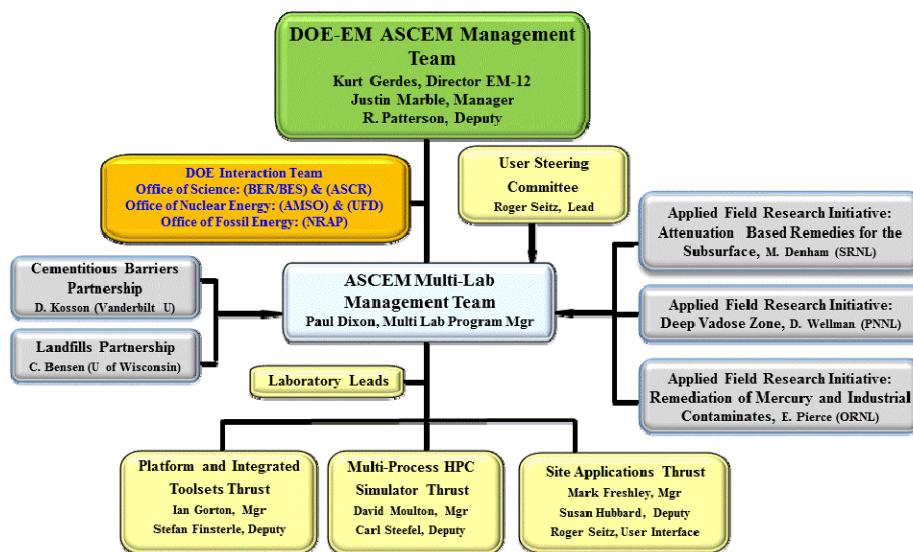 DOE-EM ASCEM Management
Team
Kurt Gerdes, Director EM-12
Justin Marble, Manager
R. Patterson, Deputy
DOE Interaction Team
Office of Science: (BER/BES) & (ASCR)
Office of Nuclear Energy: (AMSO) & (UFD)
Office of Fossil Energy: (NRAP)
User Steering
Committee
Roger Seitz, Lead
Cementitious Barriers
Partnership
D. Kosson (Vanderbilt U)
Landfills Partnership
C. Bensen (U of Wisconsin)
ASCEM Multi-Lab
Management Team
Paul Dixon, Multi Lab Program Mgr
Applied Field Research Initiative:
Attenuation Based Remedies for the
Subsurface, M. Denham (SRNL)
Applied Field Research Initiative:
Deep Vadose Zone, D. Wellman (PNNL)
Applied Field Research Initiative:
Remediation of Mercury and Industrial
Contaminates, E. Pierce (ORNL)
Laboratory Leads
Platform and Integrated
Toolsets Thrust
Ian Gorton, Mgr
Stefan Finsterle, Deputy
Multi-Process HPC
Simulator Thrust
David Moulton, Mgr
Carl Steefel, Deputy
Site Applications Thrust
Mark Freshley, Mgr
Susan Hubbard, Deputy
Roger Seitz, User Interface